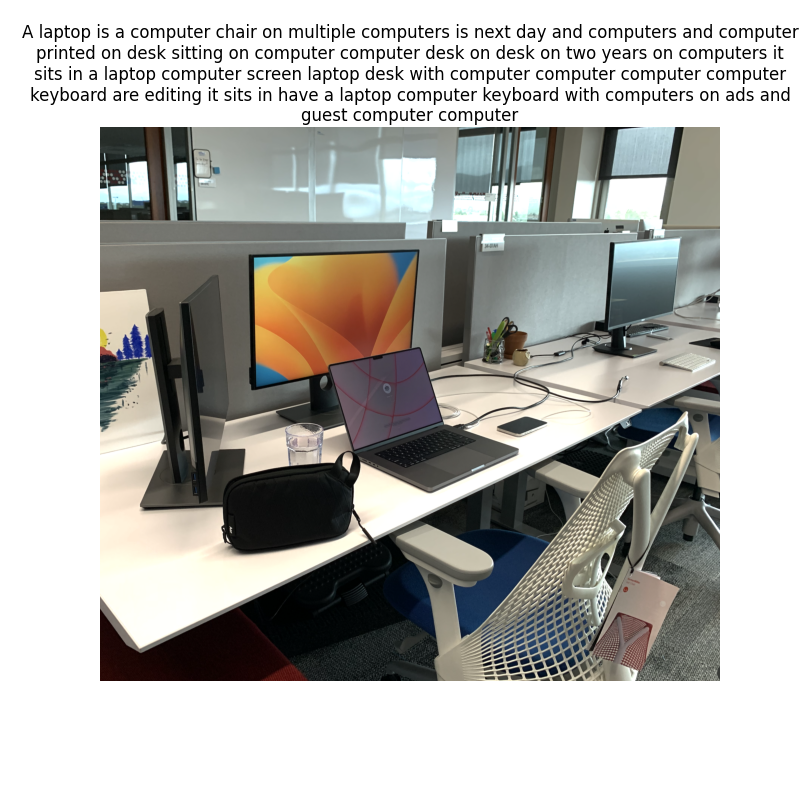 A laptop is a computer chair on multiple computers is next day and computers and computer
printed on desk sitting on computer computer desk on desk on two years on computers it
sits in a laptop computer screen laptop desk with computer computer computer computer
keyboard are editing it sits in have a laptop computer keyboard with computers on ads and
guest computer computer